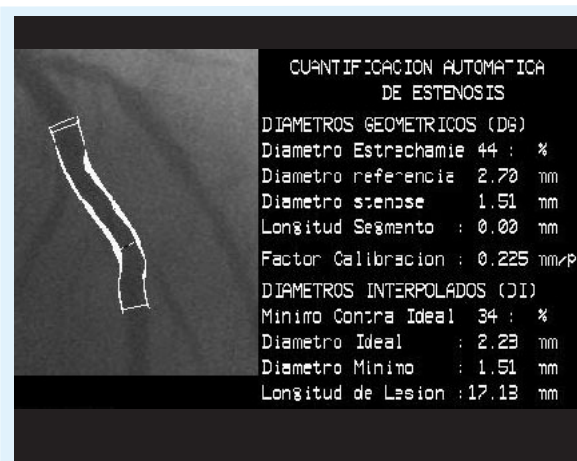 CUANTIFICACION AUTOMATICA
DE ESTENOSIS
DIAMETROS GEOMETRICOS (DG)
Diametro Estrechamie 44 : %
Diametro referencia 2.70 mm
Diametro stenose 1.51 mm
Longitud Segmento : 0.00 mm
Factor Calibracion : 0.225 mm/p
DIAMETROS INTERPOLADOS (DI)
Minimo Contra Ideal 34 : %
Diametro Ideal : 2.29 mm
Diametro Minimo : 1.51 mm
Longitud de Lesion : 17.13 mm